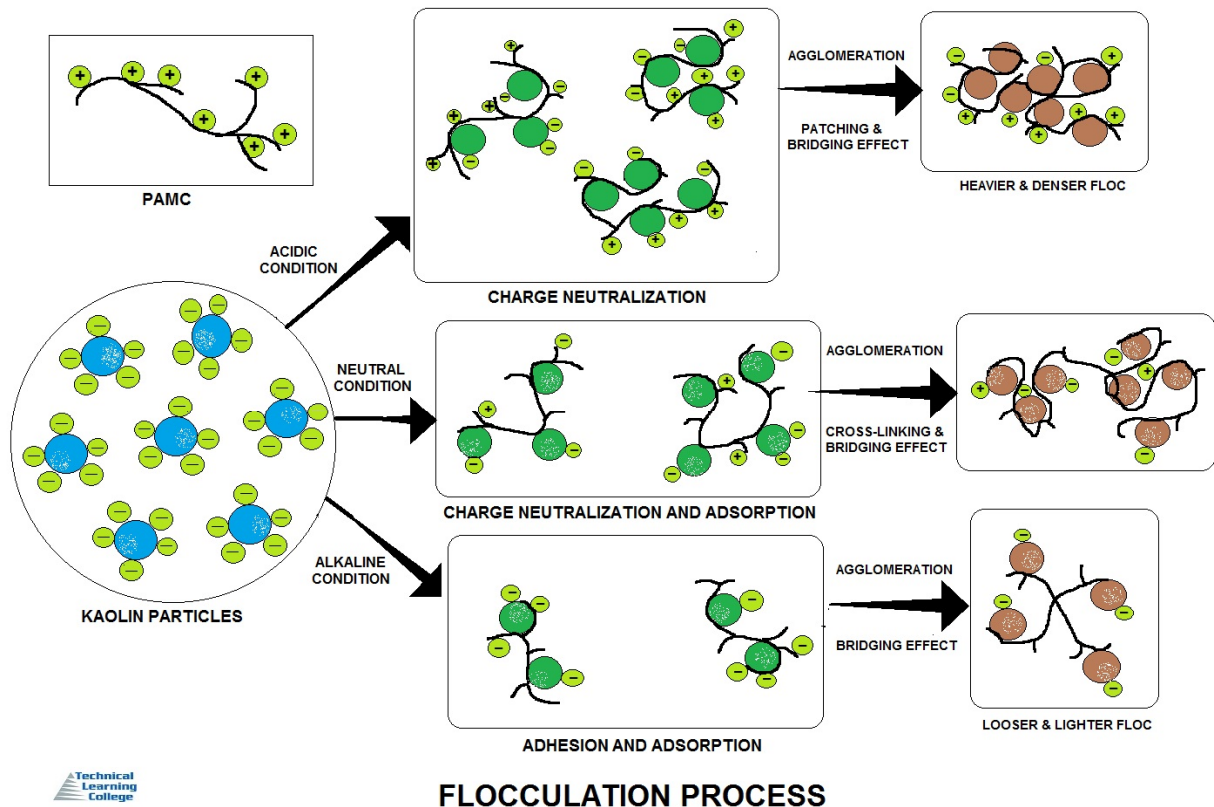 PAMC
ACIDIC
CONDITION
CHARGE NEUTRALIZATION
AGGLOMERATION
PATCHING &
BRIDGING EFFECT
HEAVIER & DENSER FLOC
KAOLIN PARTICLES
NEUTRAL
CONDITION
CHARGE NEUTRALIZATION AND ADSORPTION
AGGLOMERATION
CROSS-LINKING &
BRIDGING EFFECT
ALKALINE
CONDITION
ADHESION AND ADSORPTION
AGGLOMERATION
BRIDGING EFFECT
LOOSER & LIGHTER FLOC
Technical
Learning
College
FLOCCULATION PROCESS